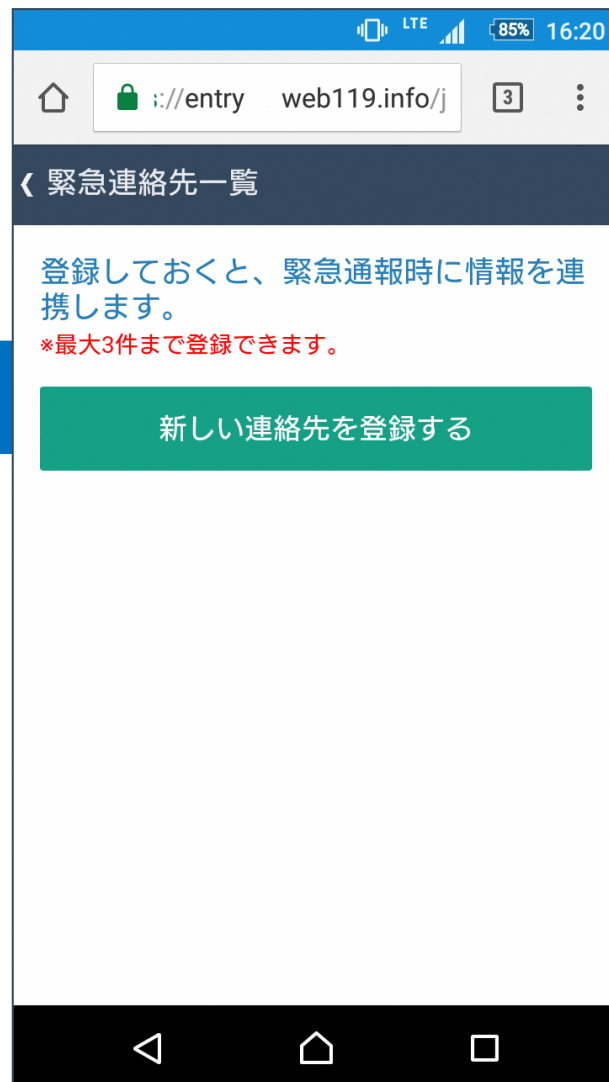 LTE 85% 16:20
s://entry web119.info/j 3
緊急連絡先一覧
登録しておくと、緊急通報時に情報を連
携します。
※最大3件まで登録できます。
新しい連絡先を登録する